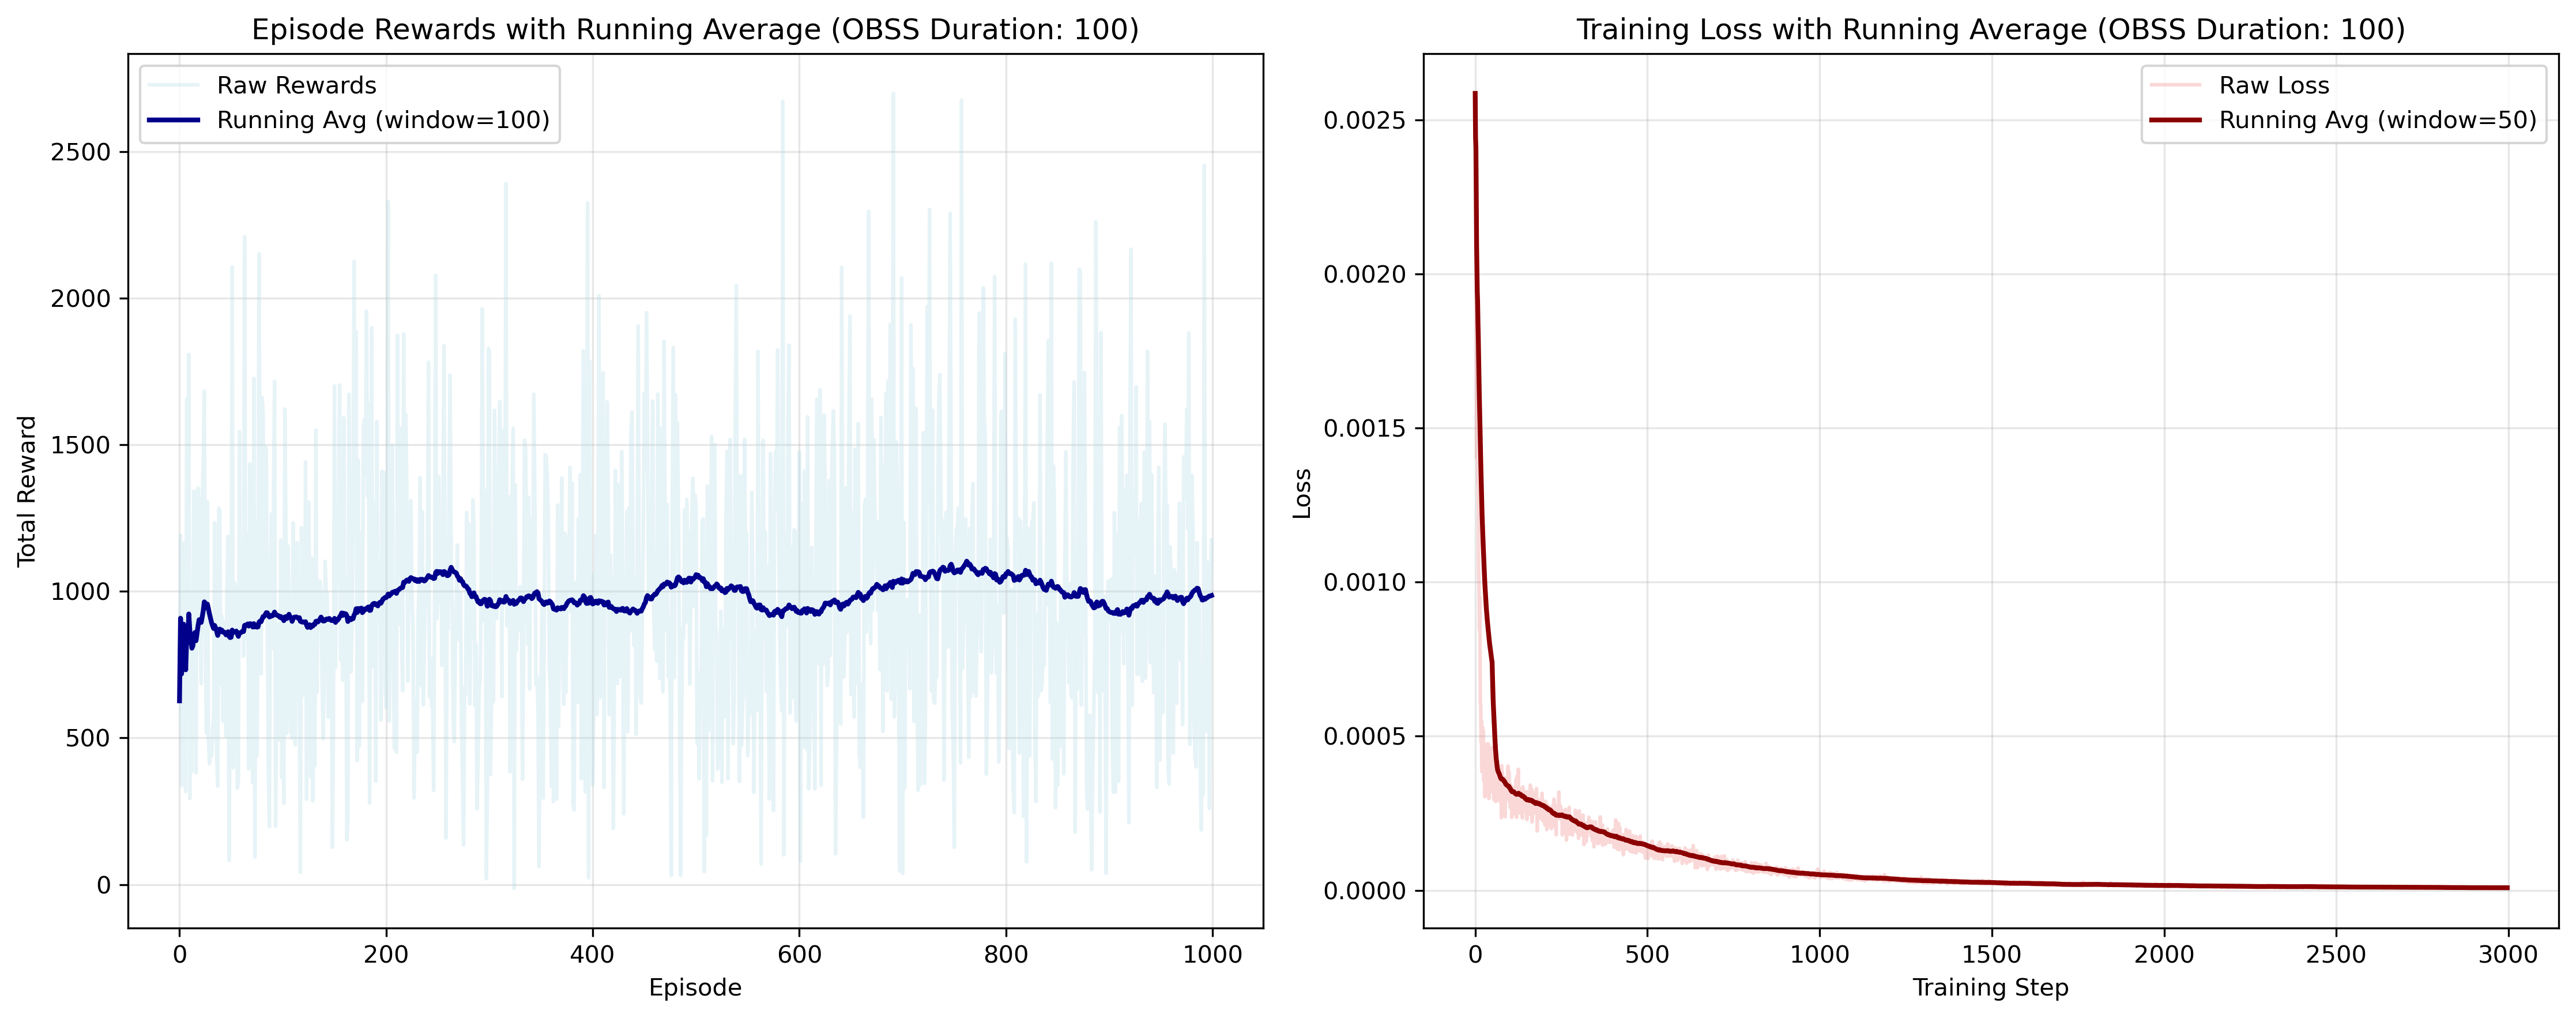 Episode Rewards with Running Average (OBSS Duration: 100)
Raw Rewards
Running Avg (window=100)
Total Reward
2500
2000
1500
1000
500
0
0 200 400 600 800 1000
Episode
Training Loss with Running Average (OBSS Duration: 100)
Raw Loss
Running Avg (window=50)
Loss
0.0025
0.0020
0.0015
0.0010
0.0005
0.0000
0 500 1000 1500 2000 2500 3000
Training Step